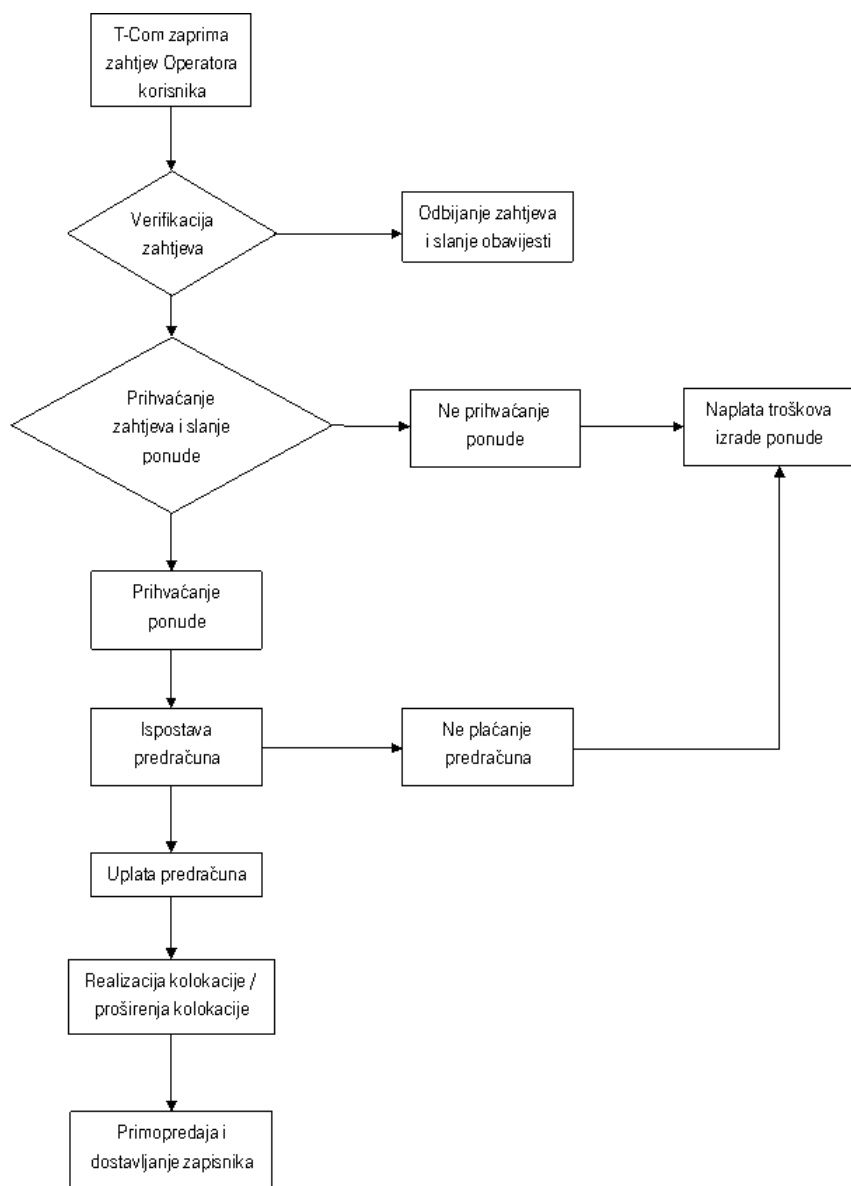 T-Com zaprima
zahtjev Operatora
korisnika
Verifikacija
zahtjeva
Odbijanje zahtjeva
i slanje obavijesti
Prihvaćanje
zahtjeva i slanje
ponude
Ne prihvaćanje
ponude
Naplata troškova
izrade ponude
Prihvaćanje
ponude
Ispostava
predračuna
Ne plaćanje
predračuna
Uplata predračuna
Realizacija kolokacije /
proširenja kolokacije
Primopredaja i
dostavljanje zapisnika